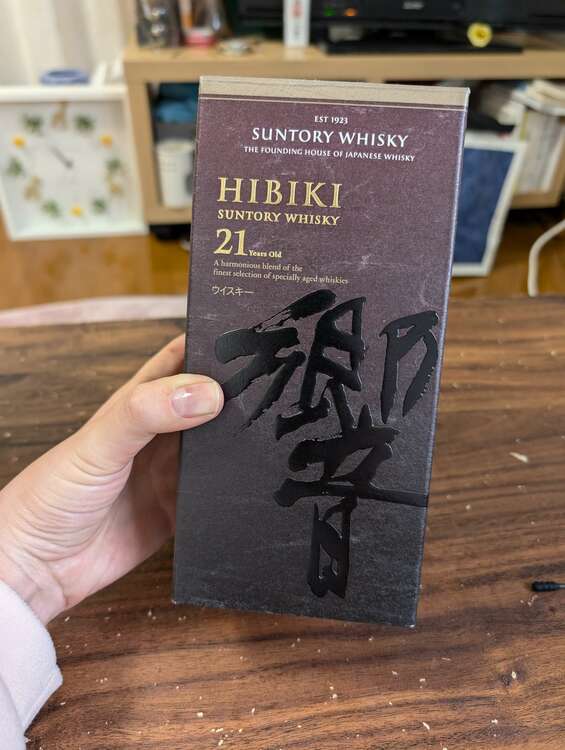 EST 1923
SUNTORY WHISKY
THE FOUNDING HOUSE OF JAPANESE WHISKY
HIBIKI
SUNTORY WHISKY
21 Years Old
A harmonious blend of the
finest selection of specially aged whiskies
ウイスキー
響